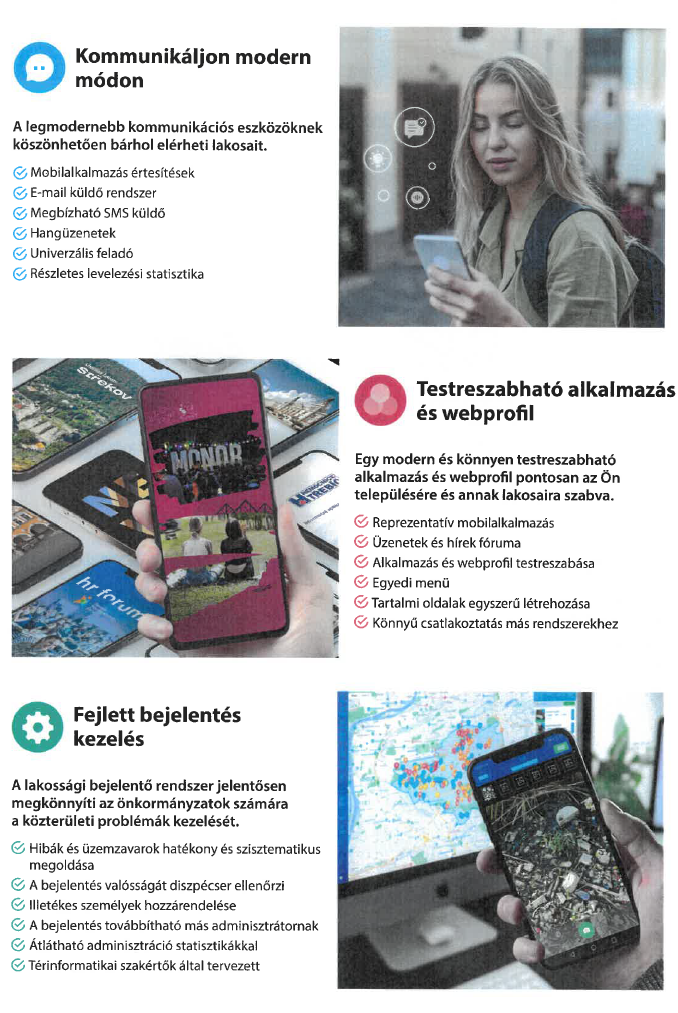 Kommunikáljon modern
módon
A legmodernebb kommunikációs eszközöknek
köszönhetően bárhol elérheti lakosait.
Mobilalkalmazás értesítések
E-mail küldő rendszer
Megbízható SMS küldő
Hangüzenetek
Univerzális feladó
Részletes levelezési statisztika
Strekov
MONOR
hr forum
Testreszabható alkalmazás
és webprofil
Egy modern és könnyen testreszabható
alkalmazás és webprofil pontosan az Ön
településére és annak lakosaira szabva.
Reprezentatív mobilalkalmazás
Üzenetek és hírek fóruma
Alkalmazás és webprofil testreszabása
Egyedi menü
Tartalmi oldalak egyszerű létrehozása
Könnyű csatlakoztatás más rendszerekhez
Fejlett bejelentés
kezelés
A lakossági bejelentő rendszer jelentősen
megkönnyíti az önkormányzatok számára
a közterületi problémák kezelését.
Hibák és üzemzavarok hatékony és szisztematikus
megoldása
A bejelentés valósságát diszpécser ellenőrzi
Illetékes személyek hozzárendelése
A bejelentés továbbítható más adminisztrátornak
Átlátható adminisztráció statisztikákkal
Térinformatikai szakértők által tervezett